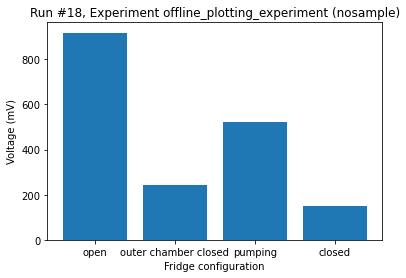 Run #18, Experiment offline_plotting_experiment (nosample)
Voltage (mV)
800
600
400
200
0
open outer chamber closed pumping closed
Fridge configuration